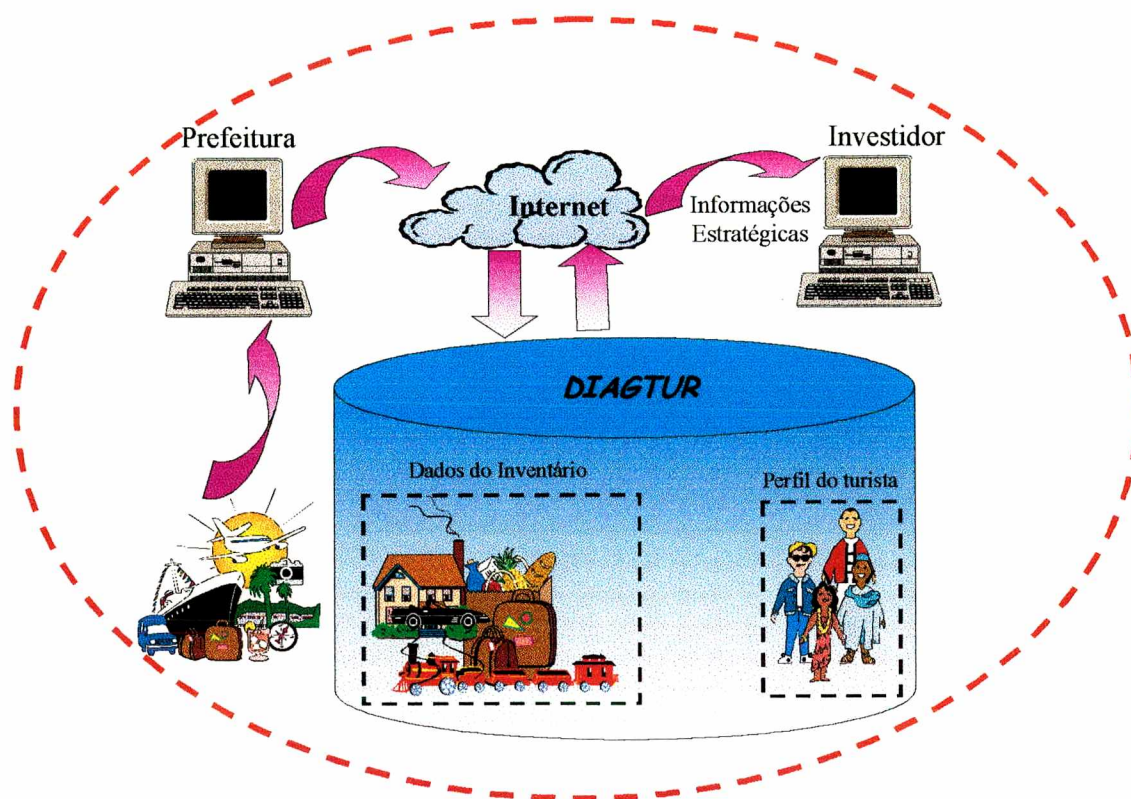 Prefeitura
Investidor
Internet
Informações
Estratégicas
DIAGTUR
Dados do Inventário
Perfil do turista